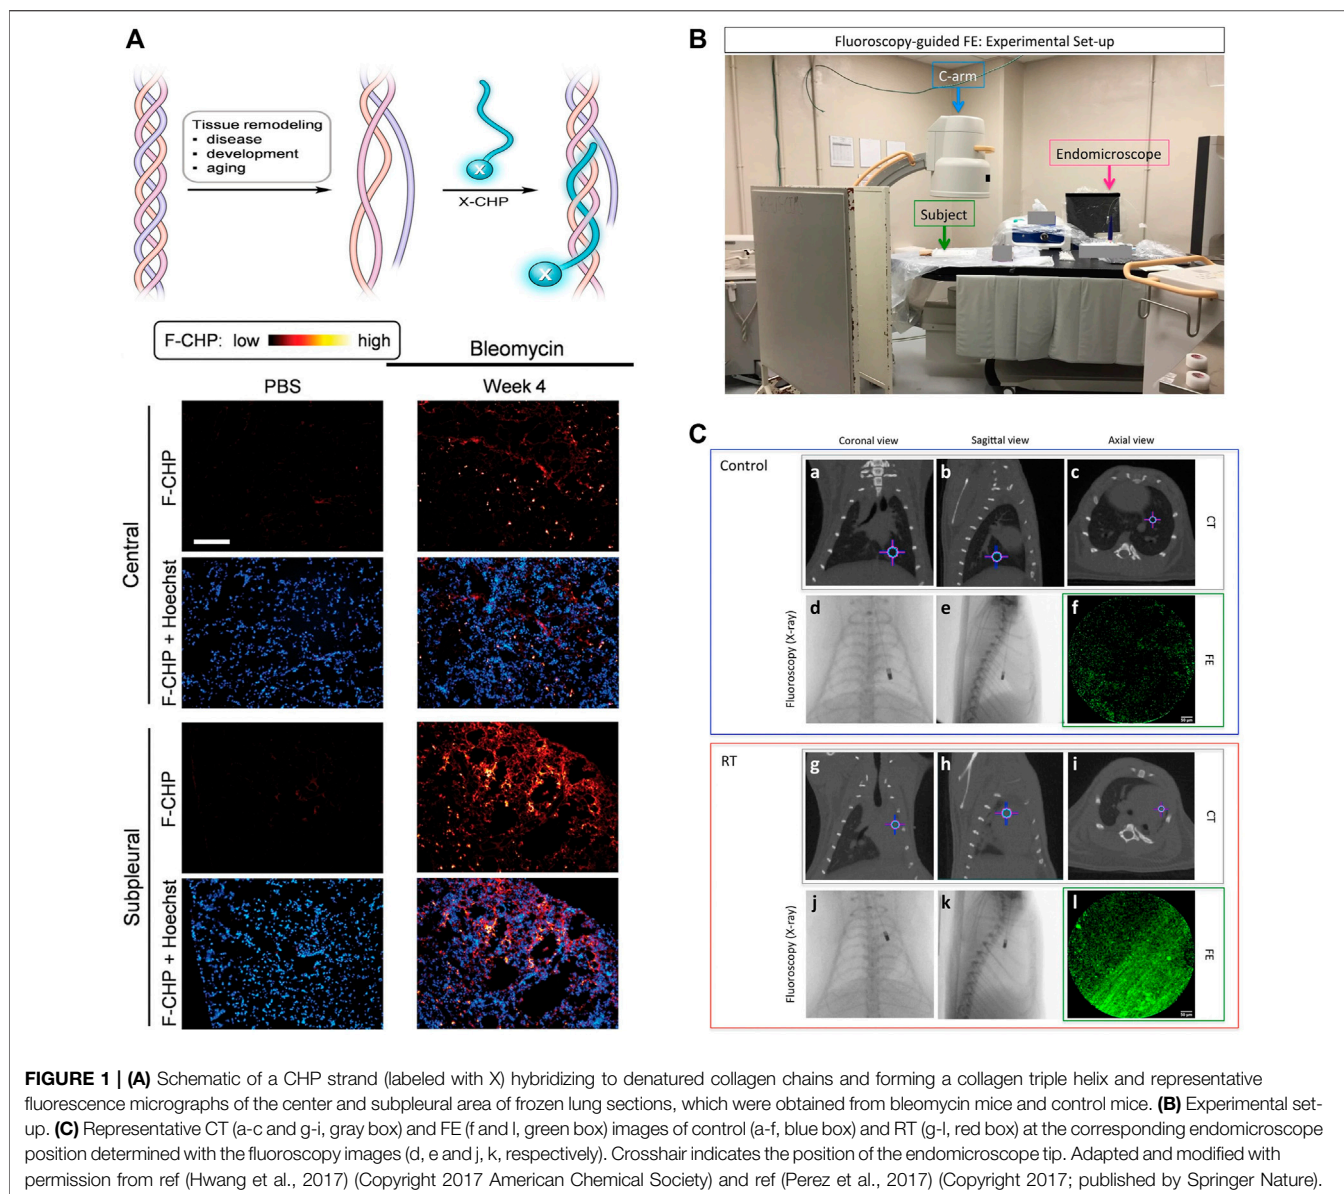 A
Tissue remodeling
▪ disease
▪ development
▪ aging
X
X-CHP
X
F-CHP: low high
Bleomycin
PBS
Week 4
Central
F-CHP
F-CHP + Hoechst
Subpleural
F-CHP
F-CHP + Hoechst
B
Fluoroscopy-guided FE: Experimental Set-up
C-arm
Endomicroscope
Subject
C
Coronal view
Sagittal view
Axial view
Control
a
b
c
CT
Fluoroscopy (X-ray)
d
e
f
FE
50 µm
RT
g
h
i
CT
Fluoroscopy (X-ray)
j
k
l
FE
50 µm
FIGURE 1 | (A) Schematic of a CHP strand (labeled with X) hybridizing to denatured collagen chains and forming a collagen triple helix and representative
fluorescence micrographs of the center and subpleural area of frozen lung sections, which were obtained from bleomycin mice and control mice. (B) Experimental set-
up. (C) Representative CT (a-c and g-i, gray box) and FE (f and l, green box) images of control (a-f, blue box) and RT (g-l, red box) at the corresponding endomicroscope
position determined with the fluoroscopy images (d, e and j, k, respectively). Crosshair indicates the position of the endomicroscope tip. Adapted and modified with
permission from ref (Hwang et al., 2017) (Copyright 2017 American Chemical Society) and ref (Perez et al., 2017) (Copyright 2017; published by Springer Nature).